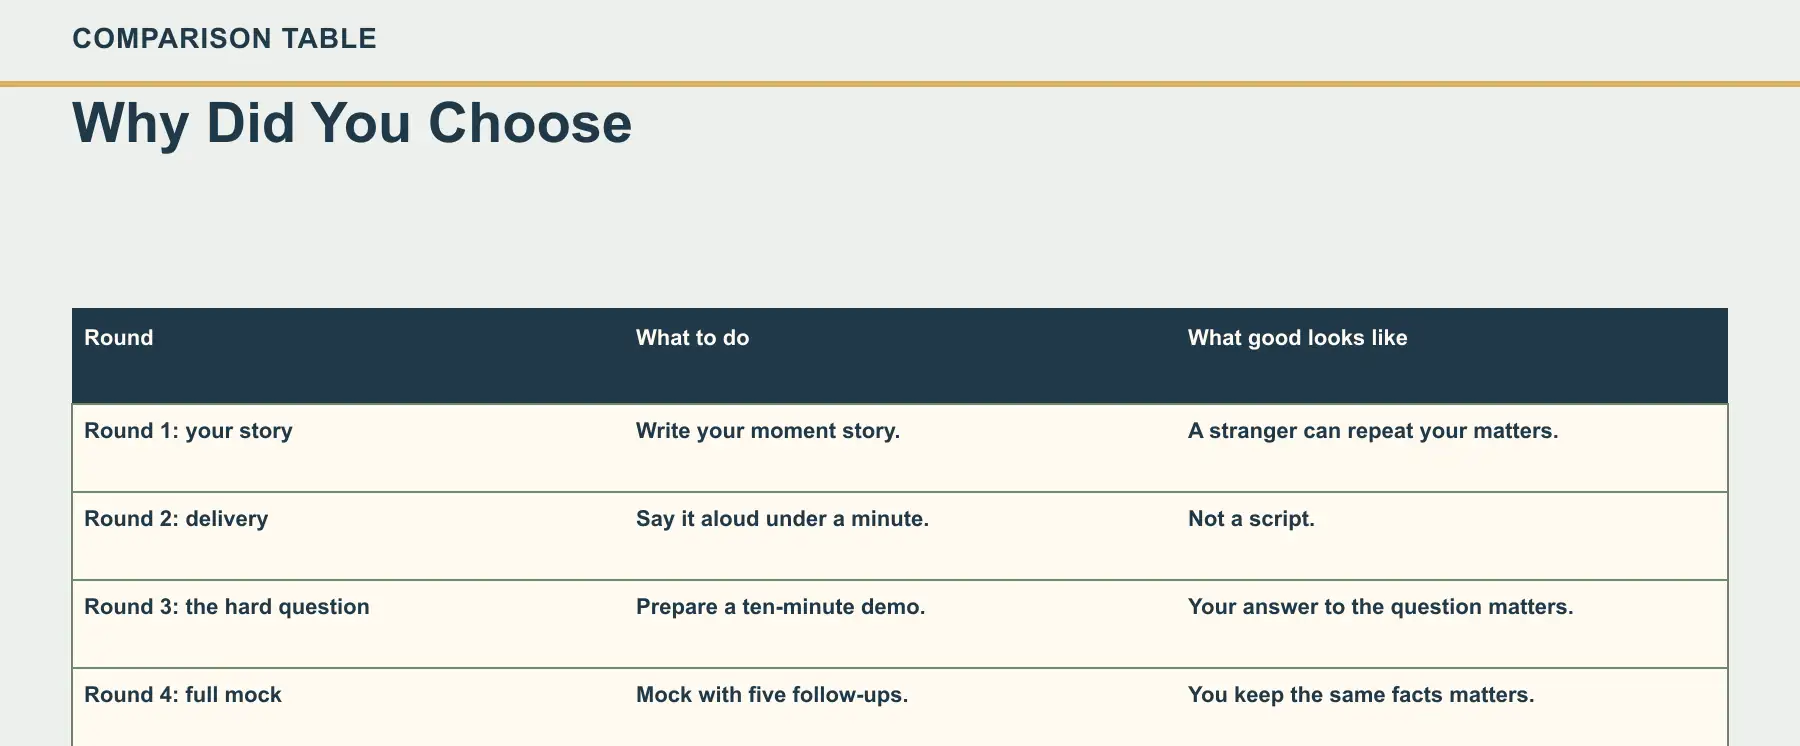 COMPARISON TABLE
Why Did You Choose
Round What to do What good looks like
Round 1: your story Write your moment story. A stranger can repeat your matters.
Round 2: delivery Say it aloud under a minute. Not a script.
Round 3: the hard question Prepare a ten-minute demo. Your answer to the question matters.
Round 4: full mock Mock with five follow-ups. You keep the same facts matters.